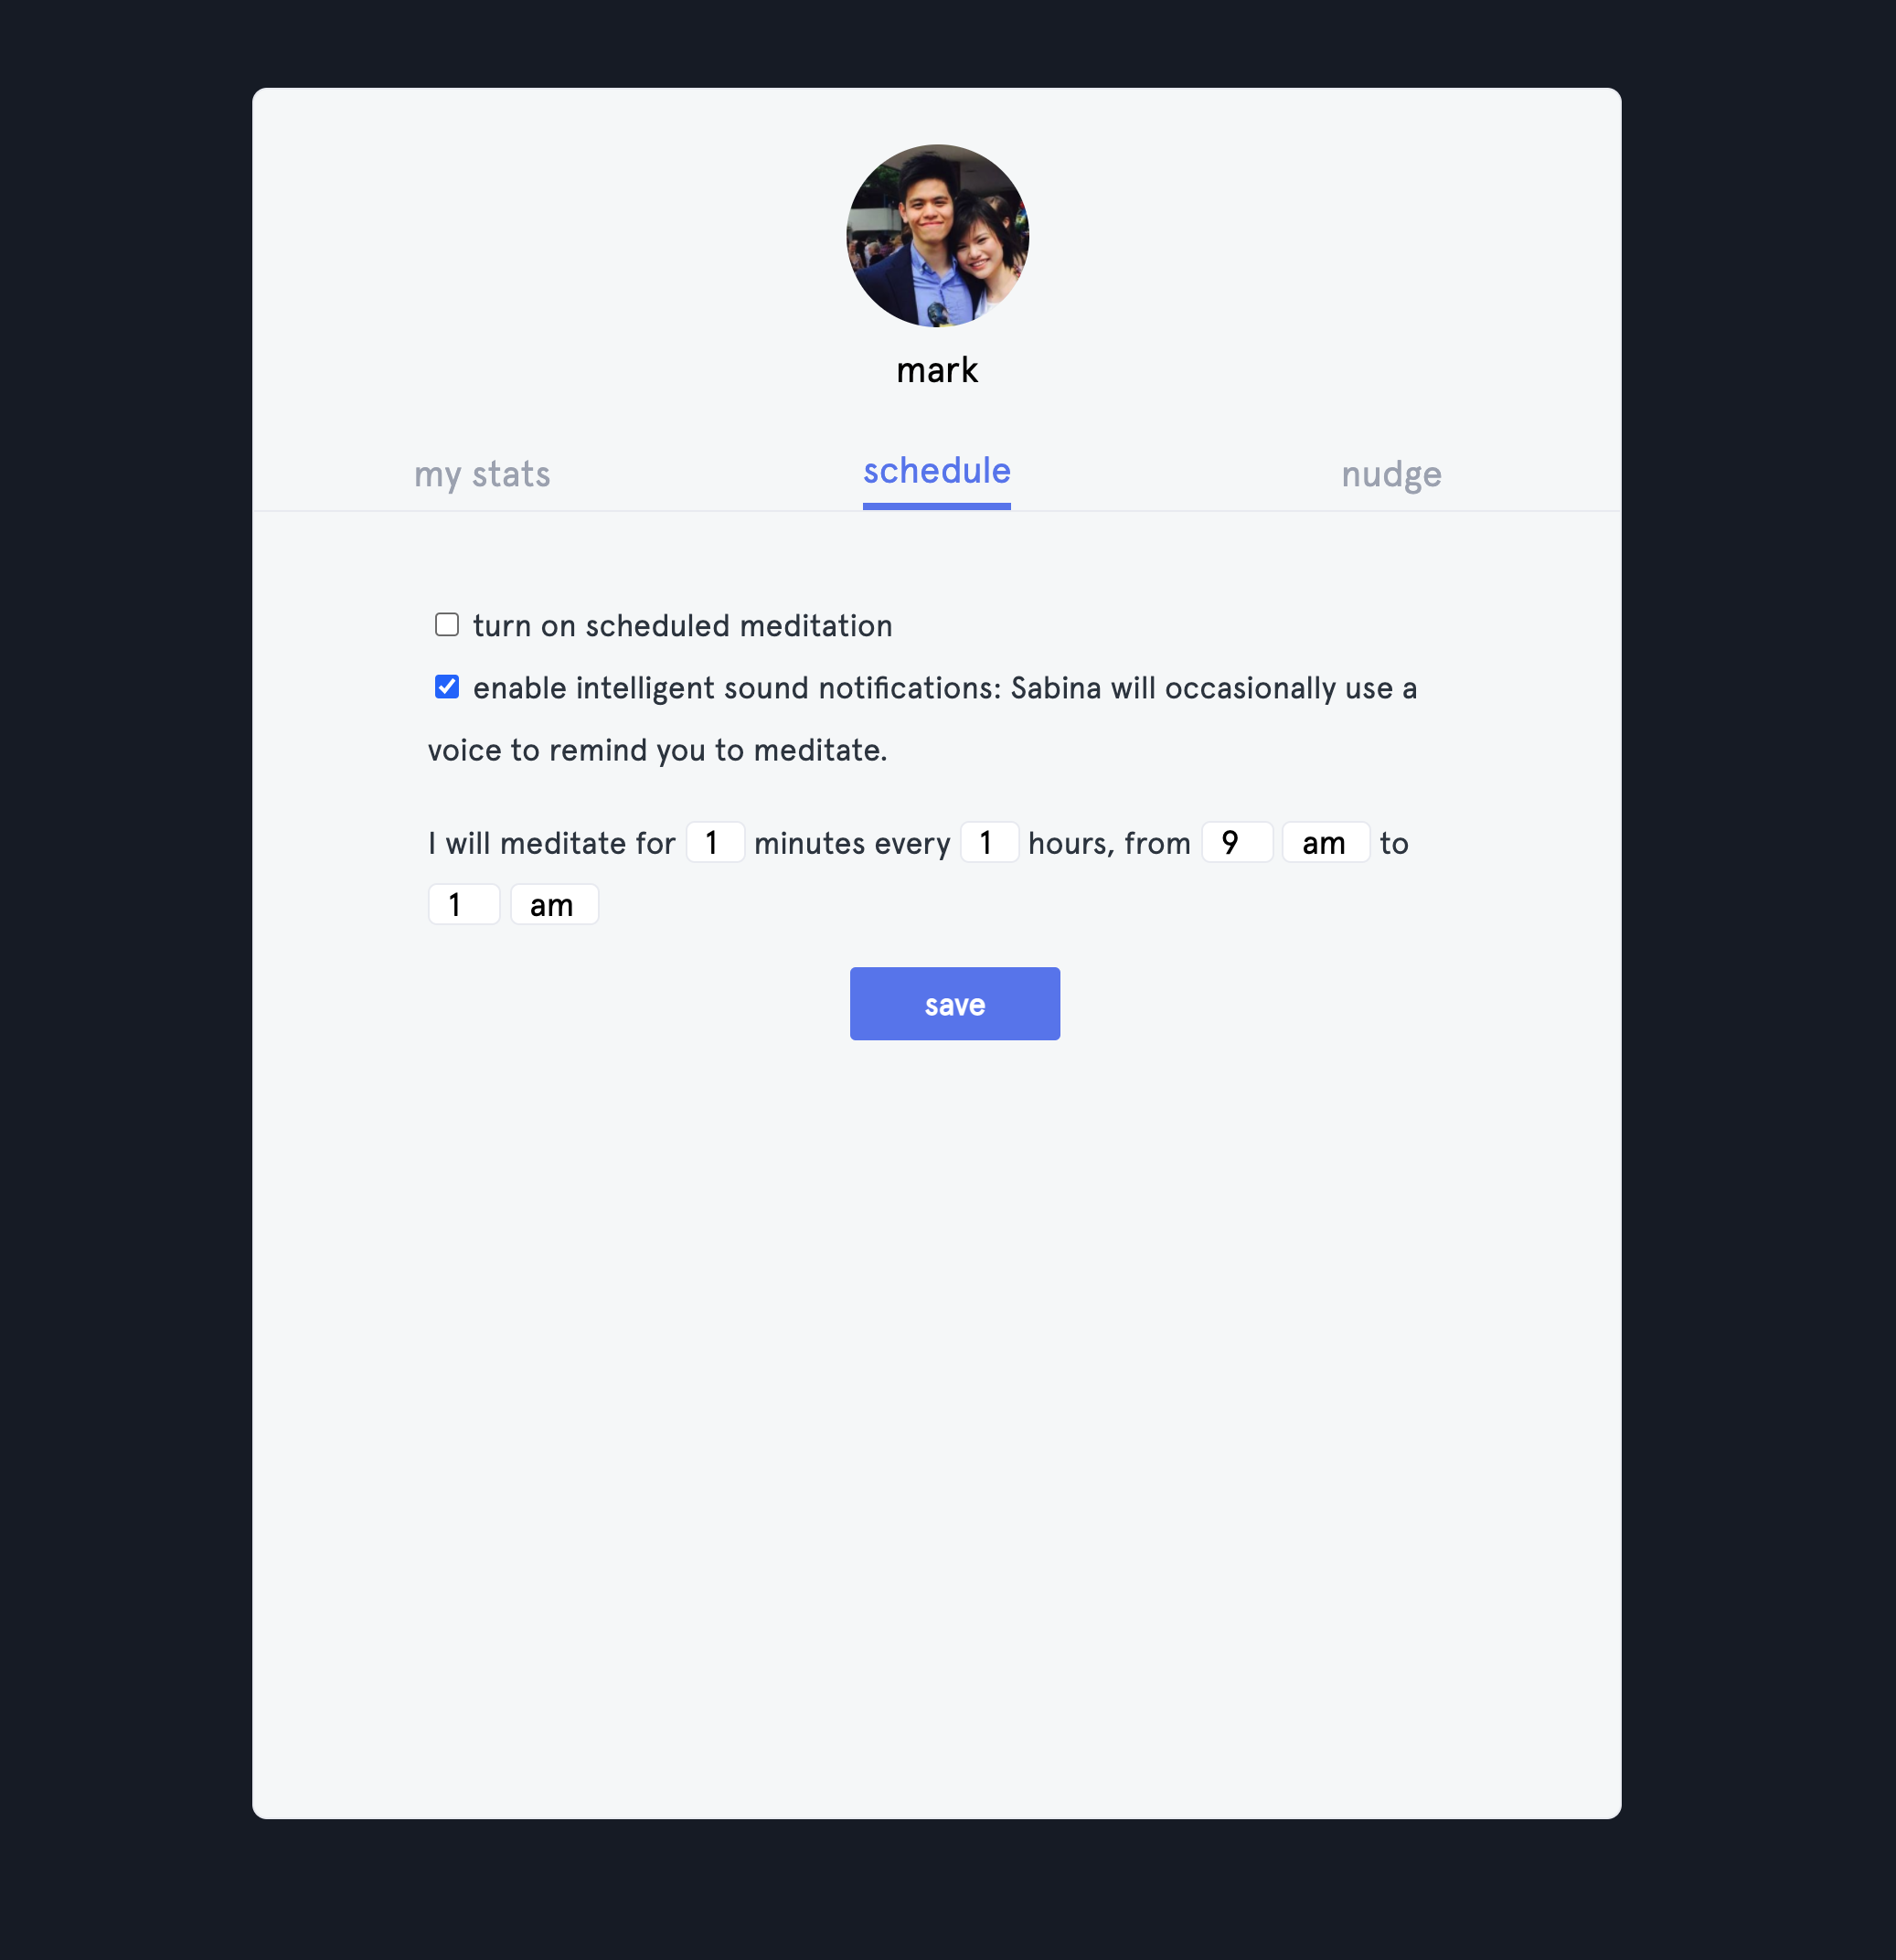 mark
my stats schedule nudge
turn on scheduled meditation
enable intelligent sound notifications: Sabina will occasionally use a
voice to remind you to meditate.
I will meditate for 1 minutes every 1 hours, from 9 am to
1 am
save